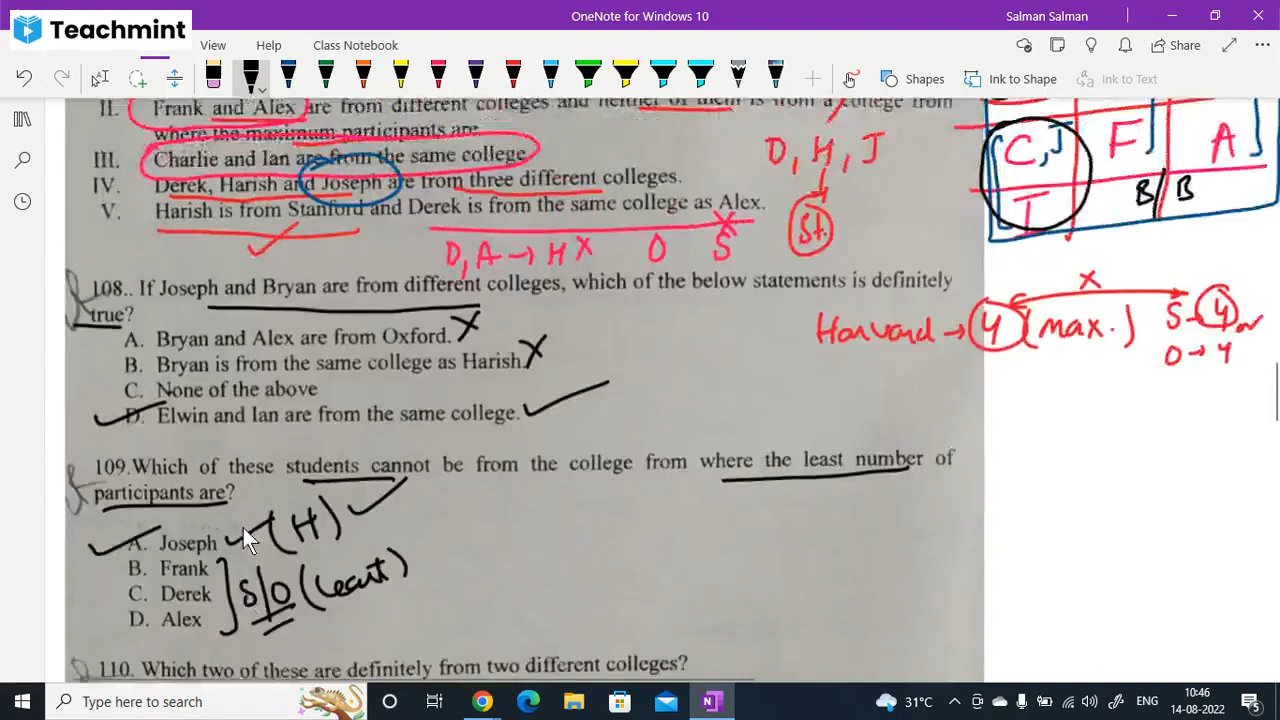 Teachmint
OneNote for Windows 10
Salman Salman
View Help Class Notebook
Share
Shapes
Ink to Shape
Ink to Text
II. Frank and Alex are from different colleges and neither of them is from a college from
where the maximum participants are
III. Charlie and Ian are from the same college
IV. Derek, Harish and Joseph are from three different colleges.
V. Harish is from Stanford and Derek is from the same college as Alex.
D, H, J
St
D, A → H X O S
C, J F A
I B B
Harvard → 4 (max.) S - 4 or
O → 4
X
108.. If Joseph and Bryan are from different colleges, which of the below statements is definitely
true?
A. Bryan and Alex are from Oxford. X
B. Bryan is from the same college as Harish. X
C. None of the above
D. Elwin and Ian are from the same college.
109.Which of these students cannot be from the college from where the least number of
participants are?
A. Joseph (H)
B. Frank
C. Derek S/O (least)
D. Alex
110. Which two of these are definitely from two different colleges?
Type here to search
31°C
ENG
10:46
14-08-2022